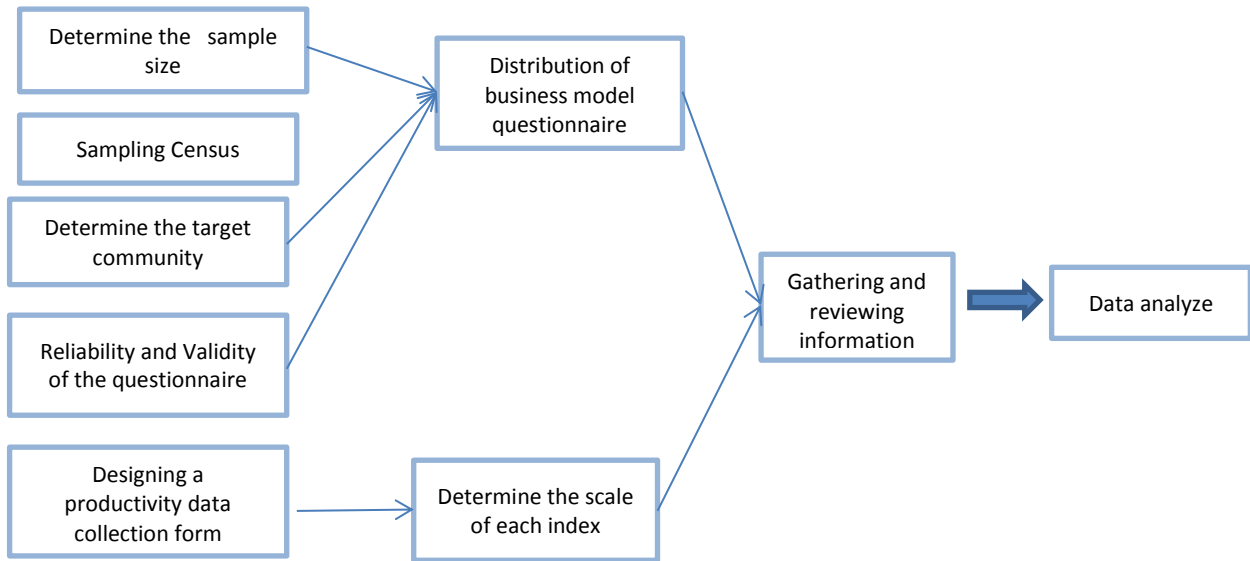 Determine the sample
size
Sampling Census
Determine the target
community
Reliability and Validity
of the questionnaire
Designing a
productivity data
collection form
Distribution of
business model
questionnaire
Determine the scale
of each index
Gathering and
reviewing
information
Data analyze